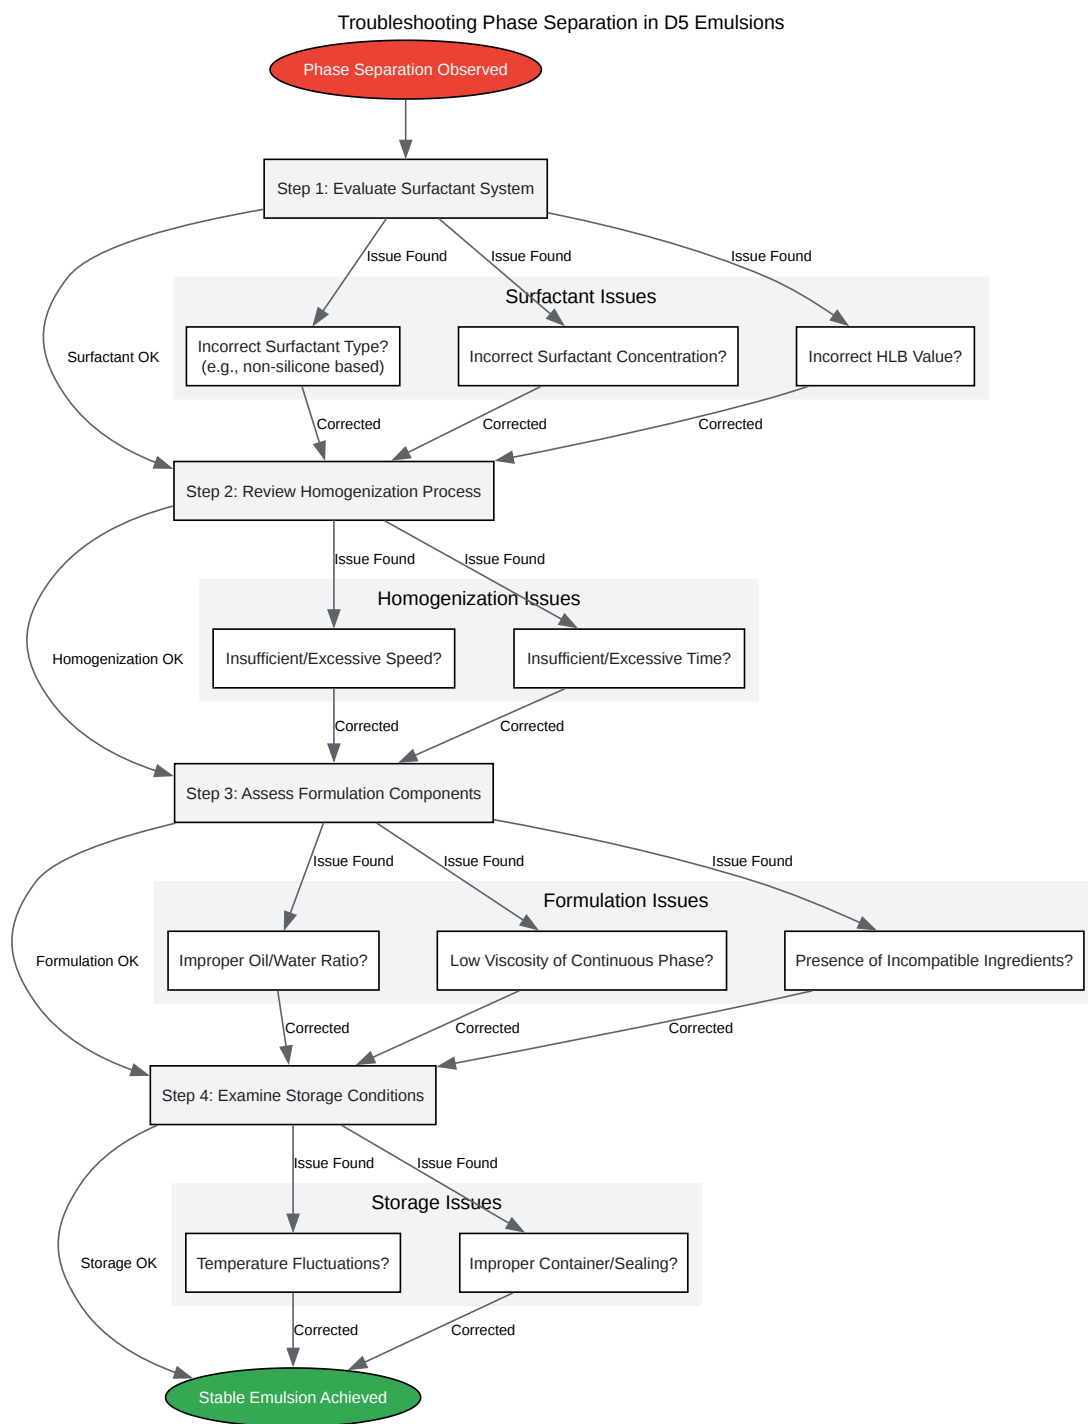 Troubleshooting Phase Separation in D5 Emulsions
Phase Separation Observed
Step 1: Evaluate Surfactant System
Issue Found
Issue Found
Issue Found
Surfactant Issues
Surfactant OK
Incorrect Surfactant Type?
(e.g., non-silicone based)
Incorrect Surfactant Concentration?
Incorrect HLB Value?
Corrected
Corrected
Corrected
Step 2: Review Homogenization Process
Issue Found
Issue Found
Homogenization Issues
Homogenization OK
Insufficient/Excessive Speed?
Insufficient/Excessive Time?
Corrected
Corrected
Step 3: Assess Formulation Components
Issue Found
Issue Found
Issue Found
Formulation Issues
Formulation OK
Improper Oil/Water Ratio?
Low Viscosity of Continuous Phase?
Presence of Incompatible Ingredients?
Corrected
Corrected
Corrected
Step 4: Examine Storage Conditions
Issue Found
Issue Found
Storage Issues
Storage OK
Temperature Fluctuations?
Improper Container/Sealing?
Corrected
Corrected
Stable Emulsion Achieved